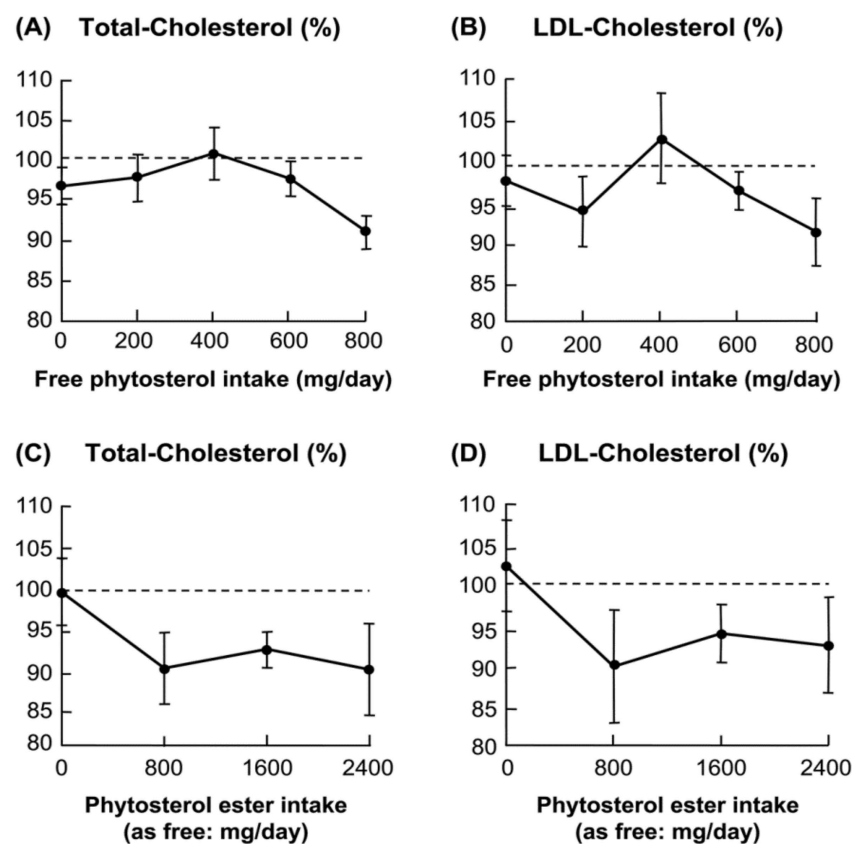 (A) Total-Cholesterol (%)
110
105
100
95
90
85
80
0 200 400 600 800
Free phytosterol intake (mg/day)
(B) LDL-Cholesterol (%)
110
105
100
95
90
85
80
0 200 400 600 800
Free phytosterol intake (mg/day)
(C) Total-Cholesterol (%)
110
105
100
95
90
85
80
0 800 1600 2400
Phytosterol ester intake
(as free: mg/day)
(D) LDL-Cholesterol (%)
110
105
100
95
90
85
80
0 800 1600 2400
Phytosterol ester intake
(as free: mg/day)